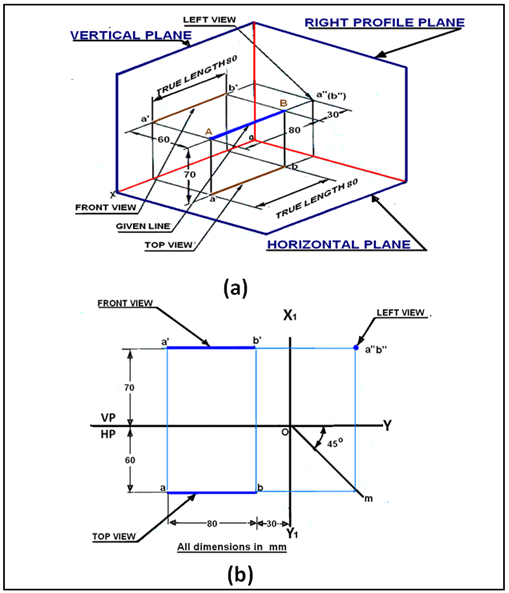 LEFT VIEW
RIGHT PROFILE PLANE
VERTICAL PLANE
TRUE LENGTH 80
b'
a"(b")
a'
A
B
30
60
80
o
70
b
X
a
FRONT VIEW
TRUE LENGTH 80
GIVEN LINE
TOP VIEW
HORIZONTAL PLANE
(a)
FRONT VIEW
X1
LEFT VIEW
a' b'
a"b"
70
VP
Y
HP
O
45°
60
a b
m
80 30
TOP VIEW
Y1
All dimensions in mm
(b)